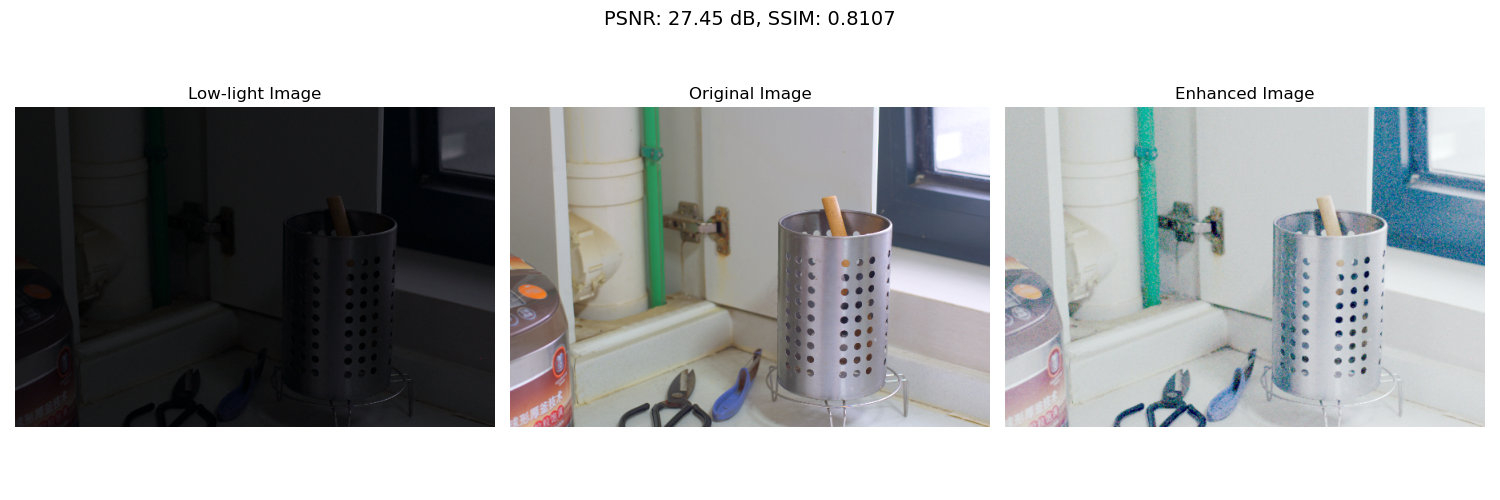 PSNR: 27.45 dB, SSIM: 0.8107
Low-light Image
Original Image
Enhanced Image